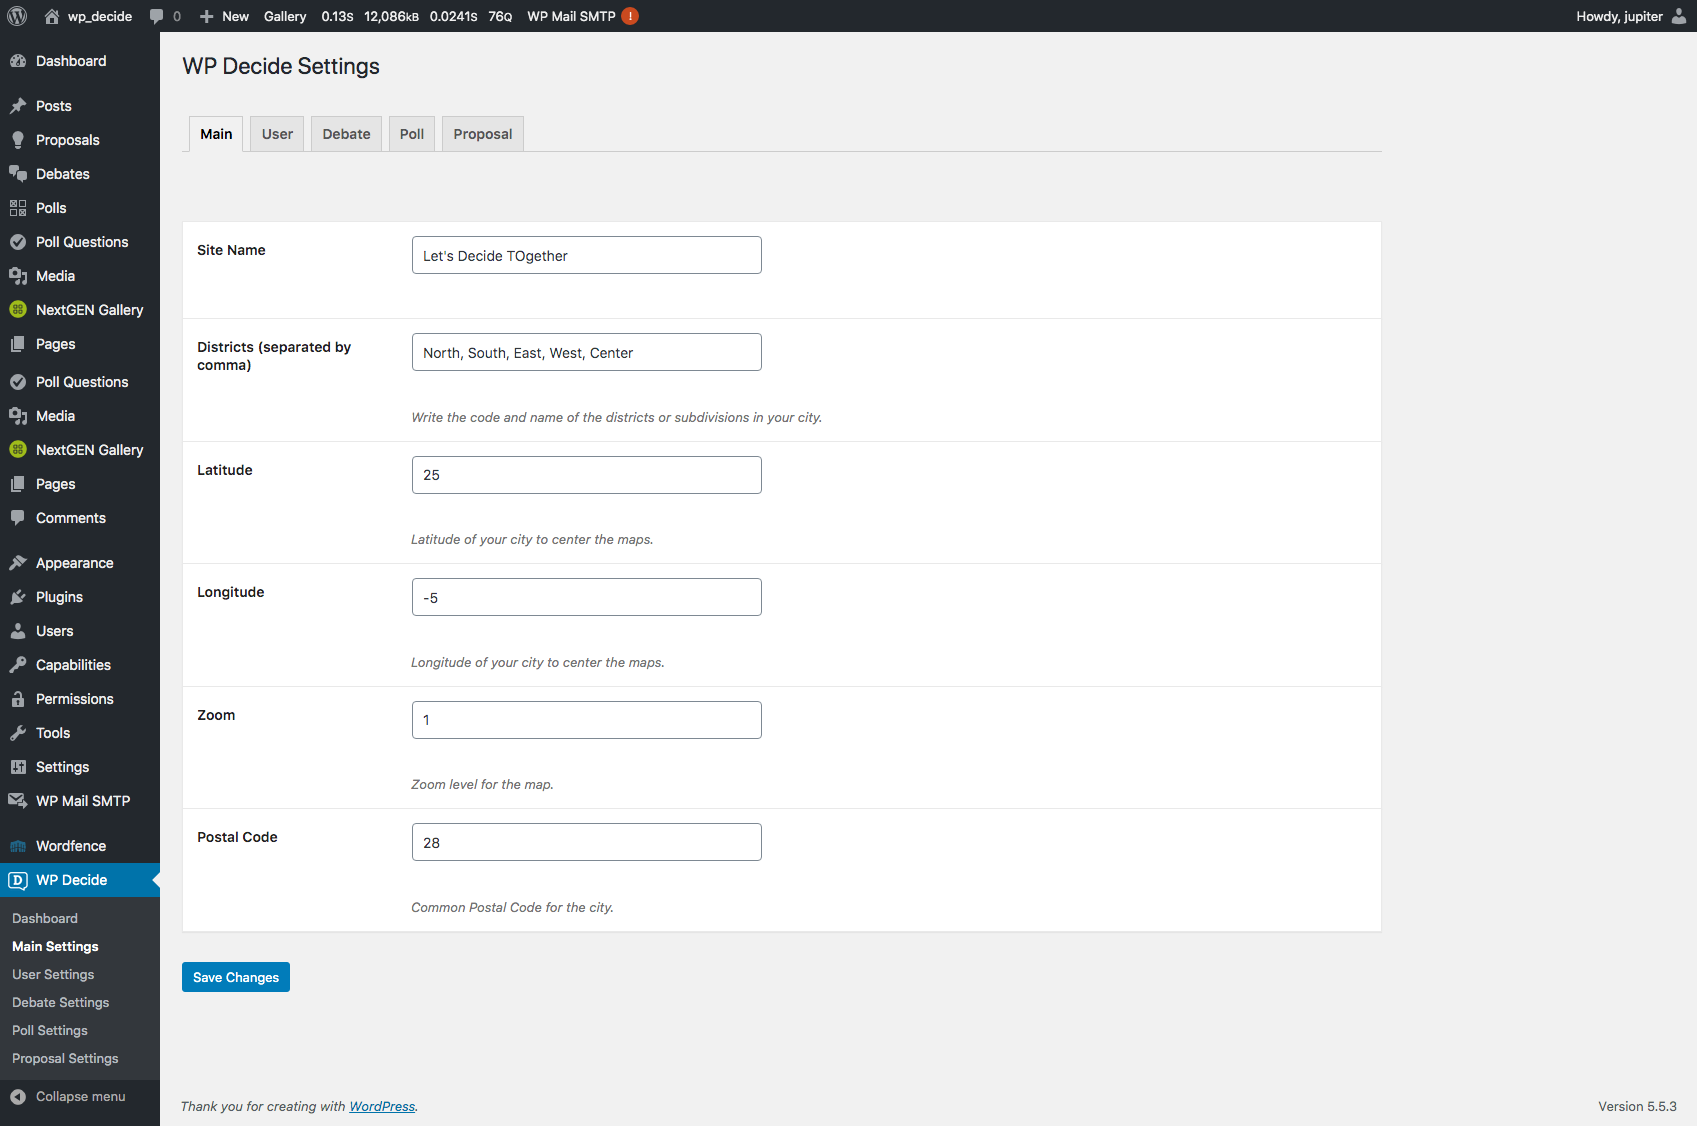 wp_decide 0 New Gallery 0.13s 12,086kB 0.0241s 76Q WP Mail SMTP ! Howdy, jupiter
Dashboard
Posts
Proposals
Debates
Polls
Poll Questions
Media
NextGEN Gallery
Pages
Poll Questions
Media
NextGEN Gallery
Pages
Comments
Appearance
Plugins
Users
Capabilities
Permissions
Tools
Settings
WP Mail SMTP
Wordfence
WP Decide
Dashboard
Main Settings
User Settings
Debate Settings
Poll Settings
Proposal Settings
Collapse menu
WP Decide Settings
Main User Debate Poll Proposal
Site Name Let's Decide TOgether
Districts (separated by
comma)
North, South, East, West, Center
Write the code and name of the districts or subdivisions in your city.
Latitude 25
Latitude of your city to center the maps.
Longitude -5
Longitude of your city to center the maps.
Zoom 1
Zoom level for the map.
Postal Code 28
Common Postal Code for the city.
Save Changes
Thank you for creating with WordPress. Version 5.5.3